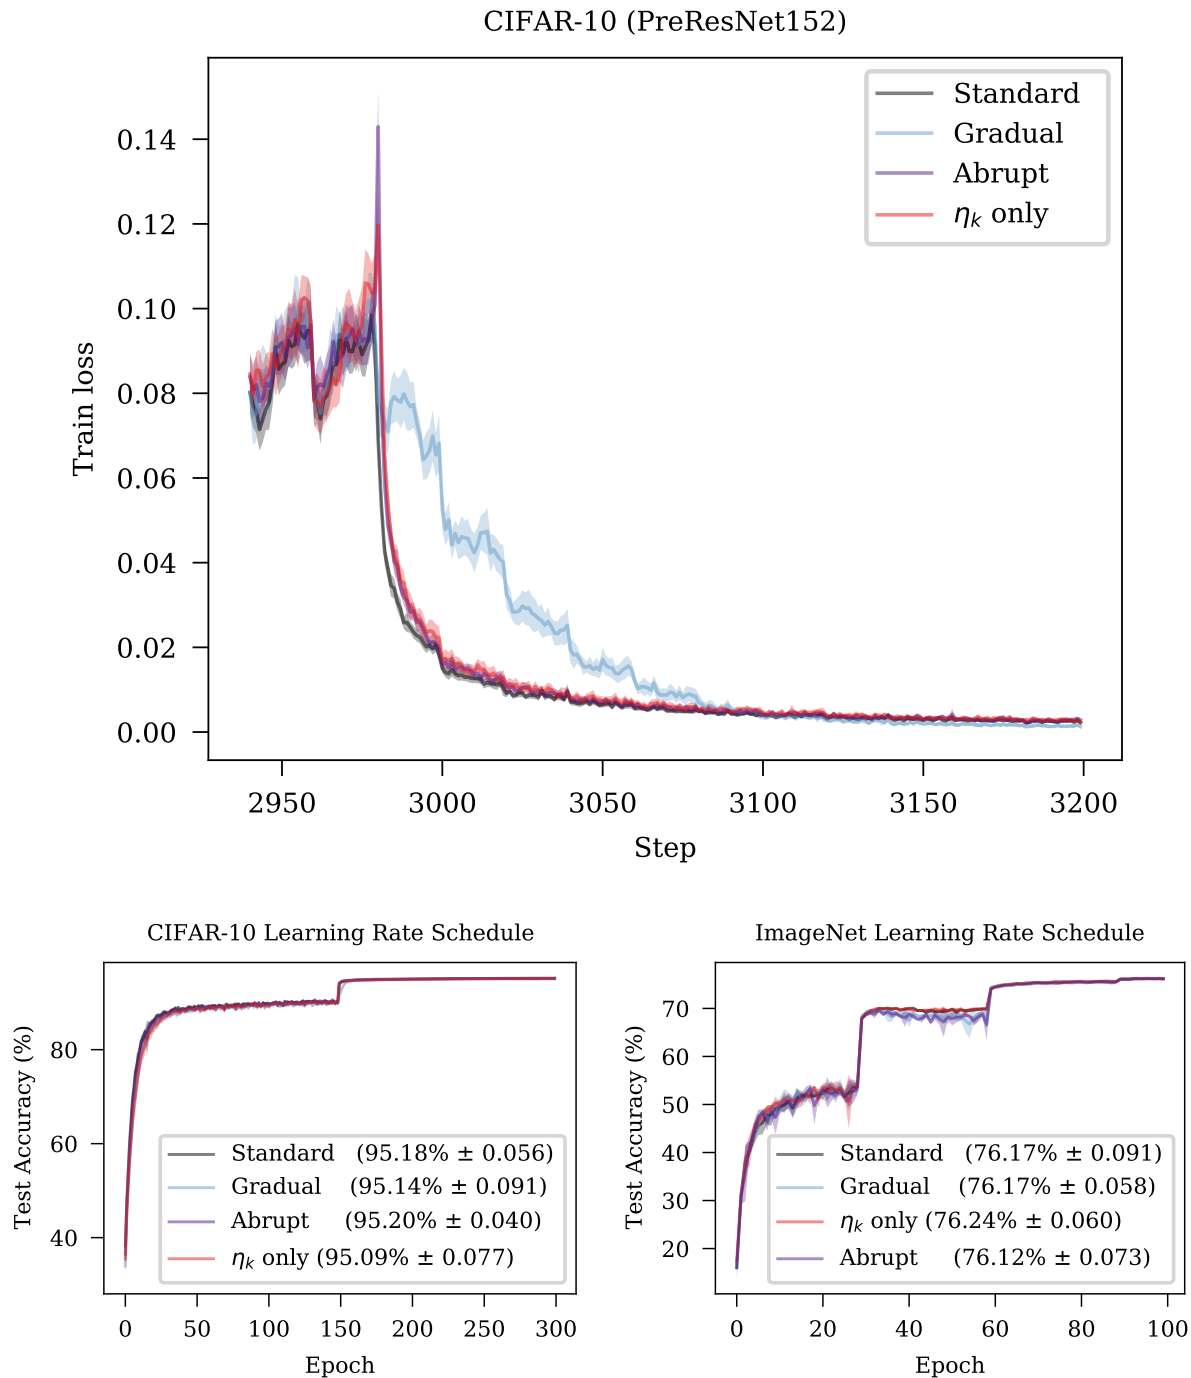 CIFAR-10 (PreResNet152)
Train loss
0.14
0.12
0.10
0.08
0.06
0.04
0.02
0.00
Standard
Gradual
Abrupt
ηk only
2950 3000 3050 3100 3150 3200
Step
CIFAR-10 Learning Rate Schedule
Test Accuracy (%)
80
60
40
Standard (95.18% ± 0.056)
Gradual (95.14% ± 0.091)
Abrupt (95.20% ± 0.040)
ηk only (95.09% ± 0.077)
0 50 100 150 200 250 300
Epoch
ImageNet Learning Rate Schedule
Test Accuracy (%)
70
60
50
40
30
20
Standard (76.17% ± 0.091)
Gradual (76.17% ± 0.058)
ηk only (76.24% ± 0.060)
Abrupt (76.12% ± 0.073)
0 20 40 60 80 100
Epoch